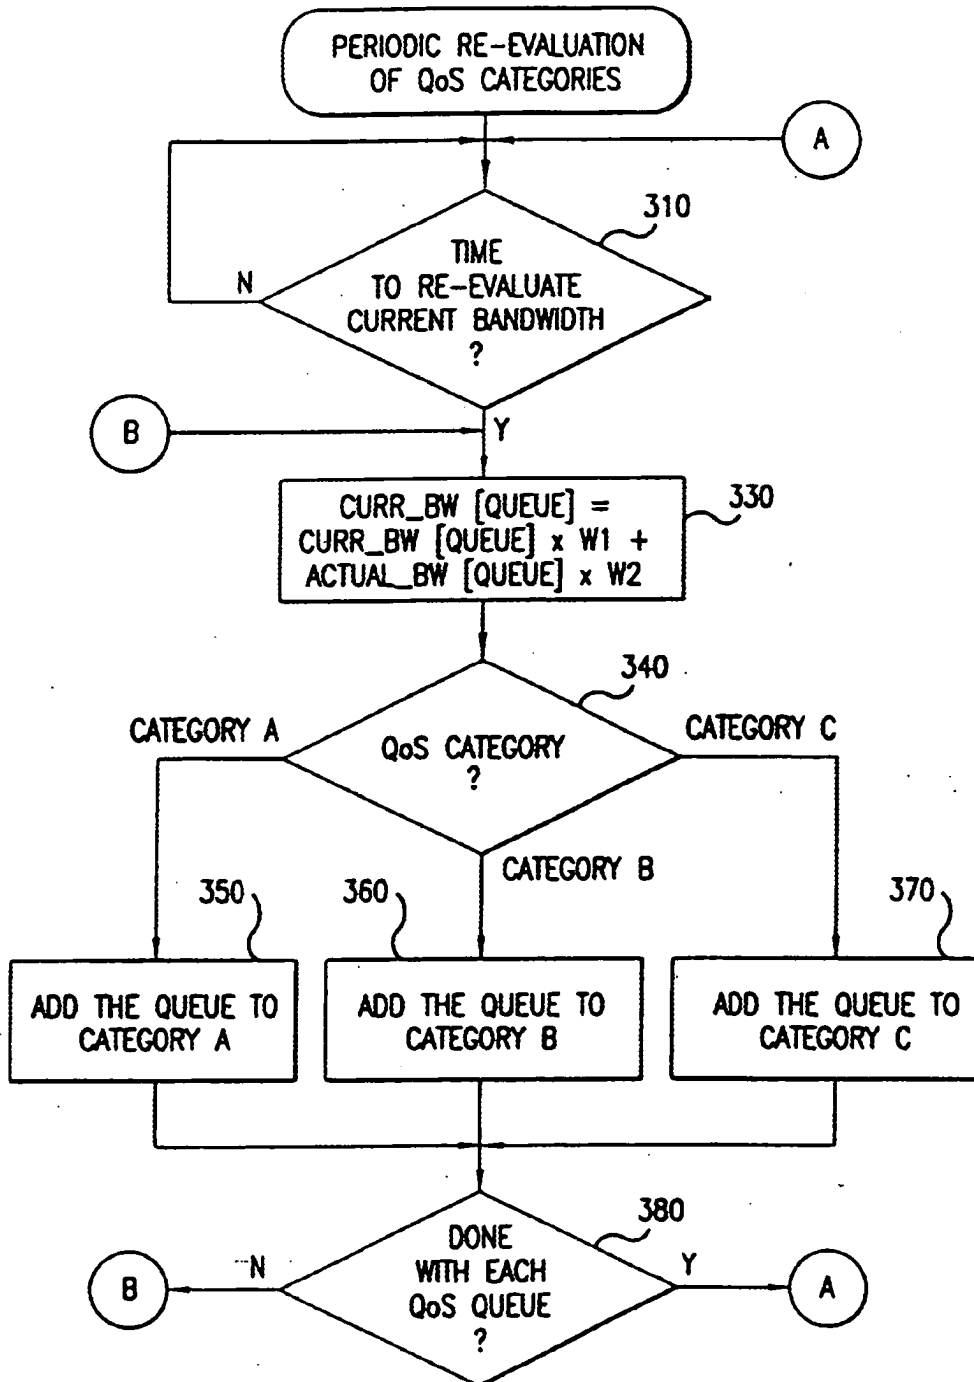 PERIODIC RE-EVALUATION
OF QoS CATEGORIES
A
310
TIME
TO RE-EVALUATE
CURRENT BANDWIDTH
?
N
B
Y
CURR_BW [QUEUE] =
CURR_BW [QUEUE] x W1 +
ACTUAL_BW [QUEUE] x W2
330
340
CATEGORY A
QoS CATEGORY
?
CATEGORY C
CATEGORY B
350
360
370
ADD THE QUEUE TO
CATEGORY A
ADD THE QUEUE TO
CATEGORY B
ADD THE QUEUE TO
CATEGORY C
380
DONE
WITH EACH
QoS QUEUE
?
N
B
Y
A